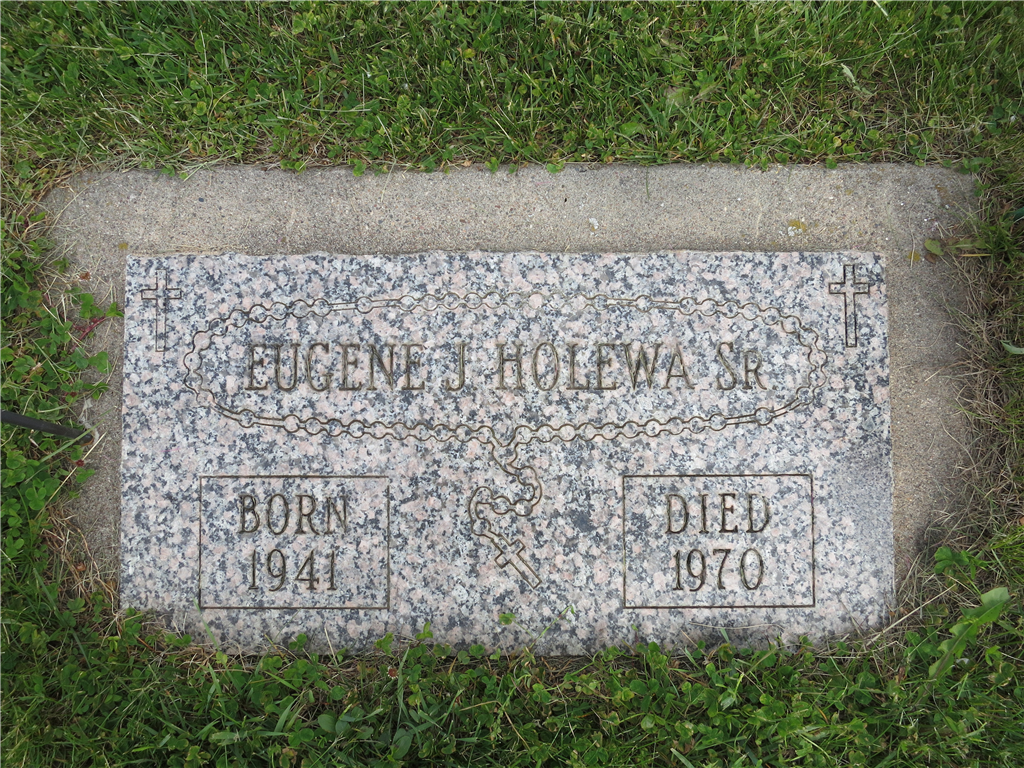 EUGENE J HOLEWA SR
BORN
1941
DIED
1970